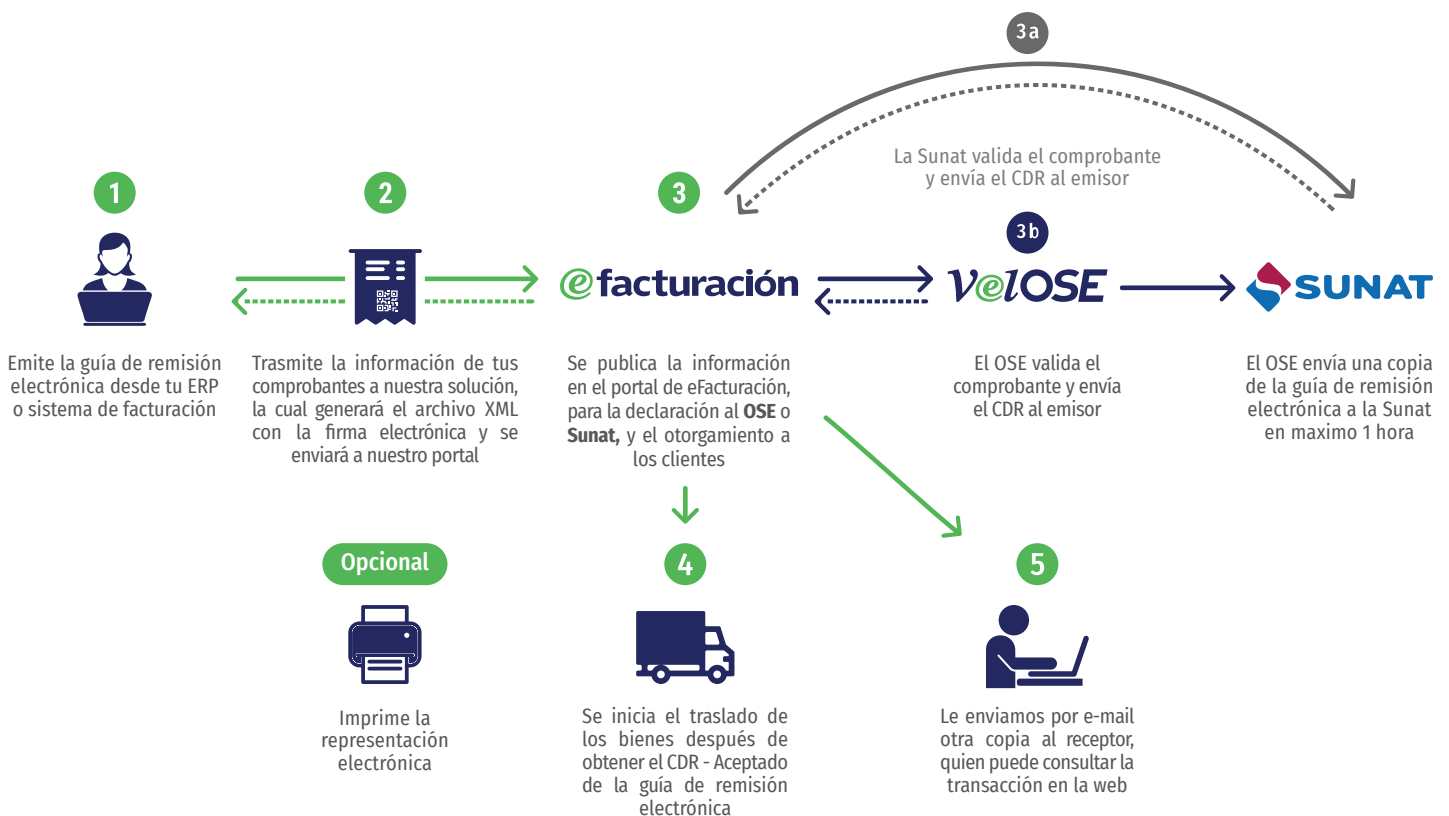 3a
La Sunat valida el comprobante
y envía el CDR al emisor
1
2
3
3b
@facturación
VelOSE
SUNAT
Emite la guía de remisión
electrónica desde tu ERP
o sistema de facturación
Trasmite la información de tus
comprobantes a nuestra solución,
la cual generará el archivo XML
con la firma electrónica y se
enviará a nuestro portal
Se publica la información
en el portal de eFacturación,
para la declaración al OSE o
Sunat, y el otorgamiento a
los clientes
El OSE valida el
comprobante y envía
el CDR al emisor
El OSE envía una copia
de la guía de remisión
electrónica a la Sunat
en maximo 1 hora
Opcional
Imprime la
representación
electrónica
4
Se inicia el traslado de
los bienes después de
obtener el CDR - Aceptado
de la guía de remisión
electrónica
5
Le enviamos por e-mail
otra copia al receptor,
quien puede consultar la
transacción en la web